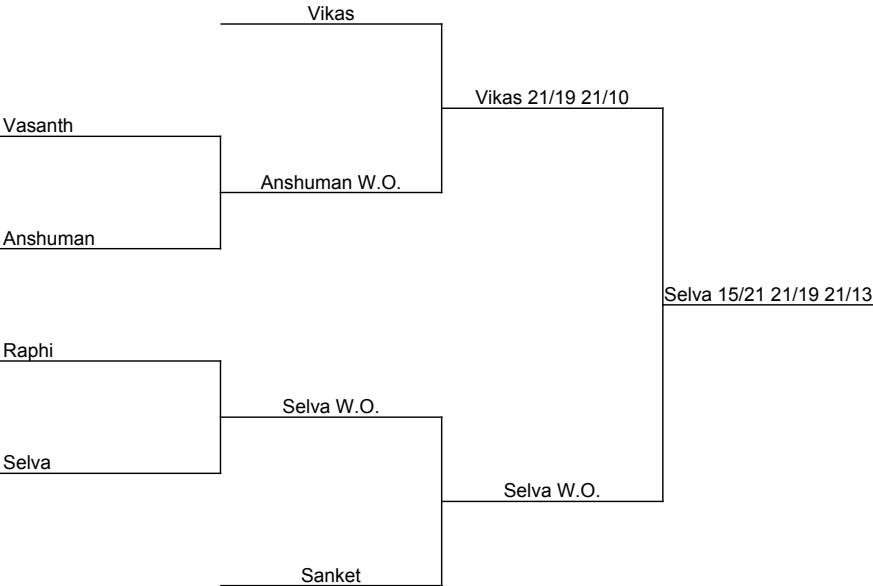 Vikas
Vikas 21/19 21/10
Vasanth
Anshuman W.O.
Anshuman
Selva 15/21 21/19 21/13
Raphi
Selva W.O.
Selva
Selva W.O.
Sanket